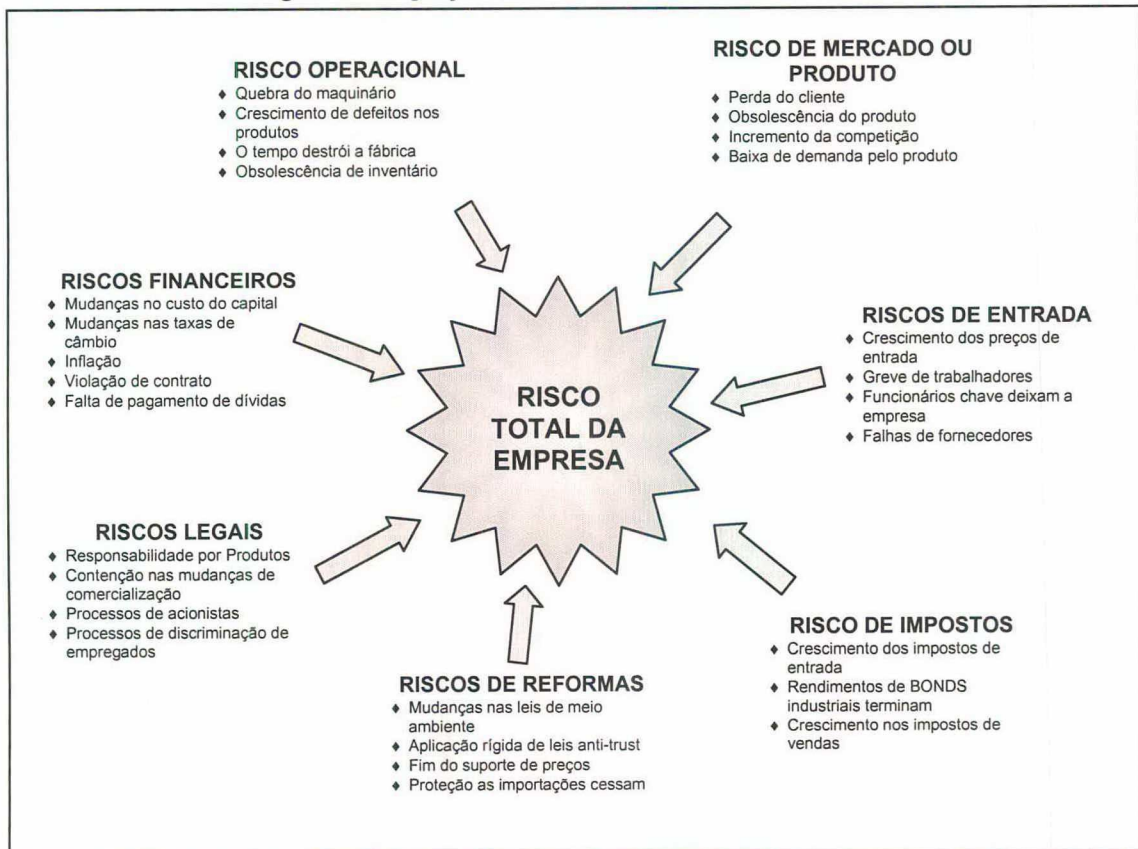 RISCO OPERACIONAL
♦ Quebra do maquinário
♦ Crescimento de defeitos nos
produtos
♦ O tempo destrói a fábrica
♦ Obsolescência de inventário
RISCO DE MERCADO OU
PRODUTO
♦ Perda do cliente
♦ Obsolescência do produto
♦ Incremento da competição
♦ Baixa de demanda pelo produto
RISCOS FINANCEIROS
♦ Mudanças no custo do capital
♦ Mudanças nas taxas de
câmbio
♦ Inflação
♦ Violação de contrato
♦ Falta de pagamento de dívidas
RISCOS DE ENTRADA
♦ Crescimento dos preços de
entrada
♦ Greve de trabalhadores
♦ Funcionários chave deixam a
empresa
♦ Falhas de fornecedores
RISCO
TOTAL DA
EMPRESA
RISCOS LEGAIS
♦ Responsabilidade por Produtos
♦ Contenção nas mudanças de
comercialização
♦ Processos de acionistas
♦ Processos de discriminação de
empregados
RISCOS DE REFORMAS
♦ Mudanças nas leis de meio
ambiente
♦ Aplicação rígida de leis anti-trust
♦ Fim do suporte de preços
♦ Proteção as importações cessam
RISCO DE IMPOSTOS
♦ Crescimento dos impostos de
entrada
♦ Rendimentos de BONDS
industriais terminam
♦ Crescimento nos impostos de
vendas